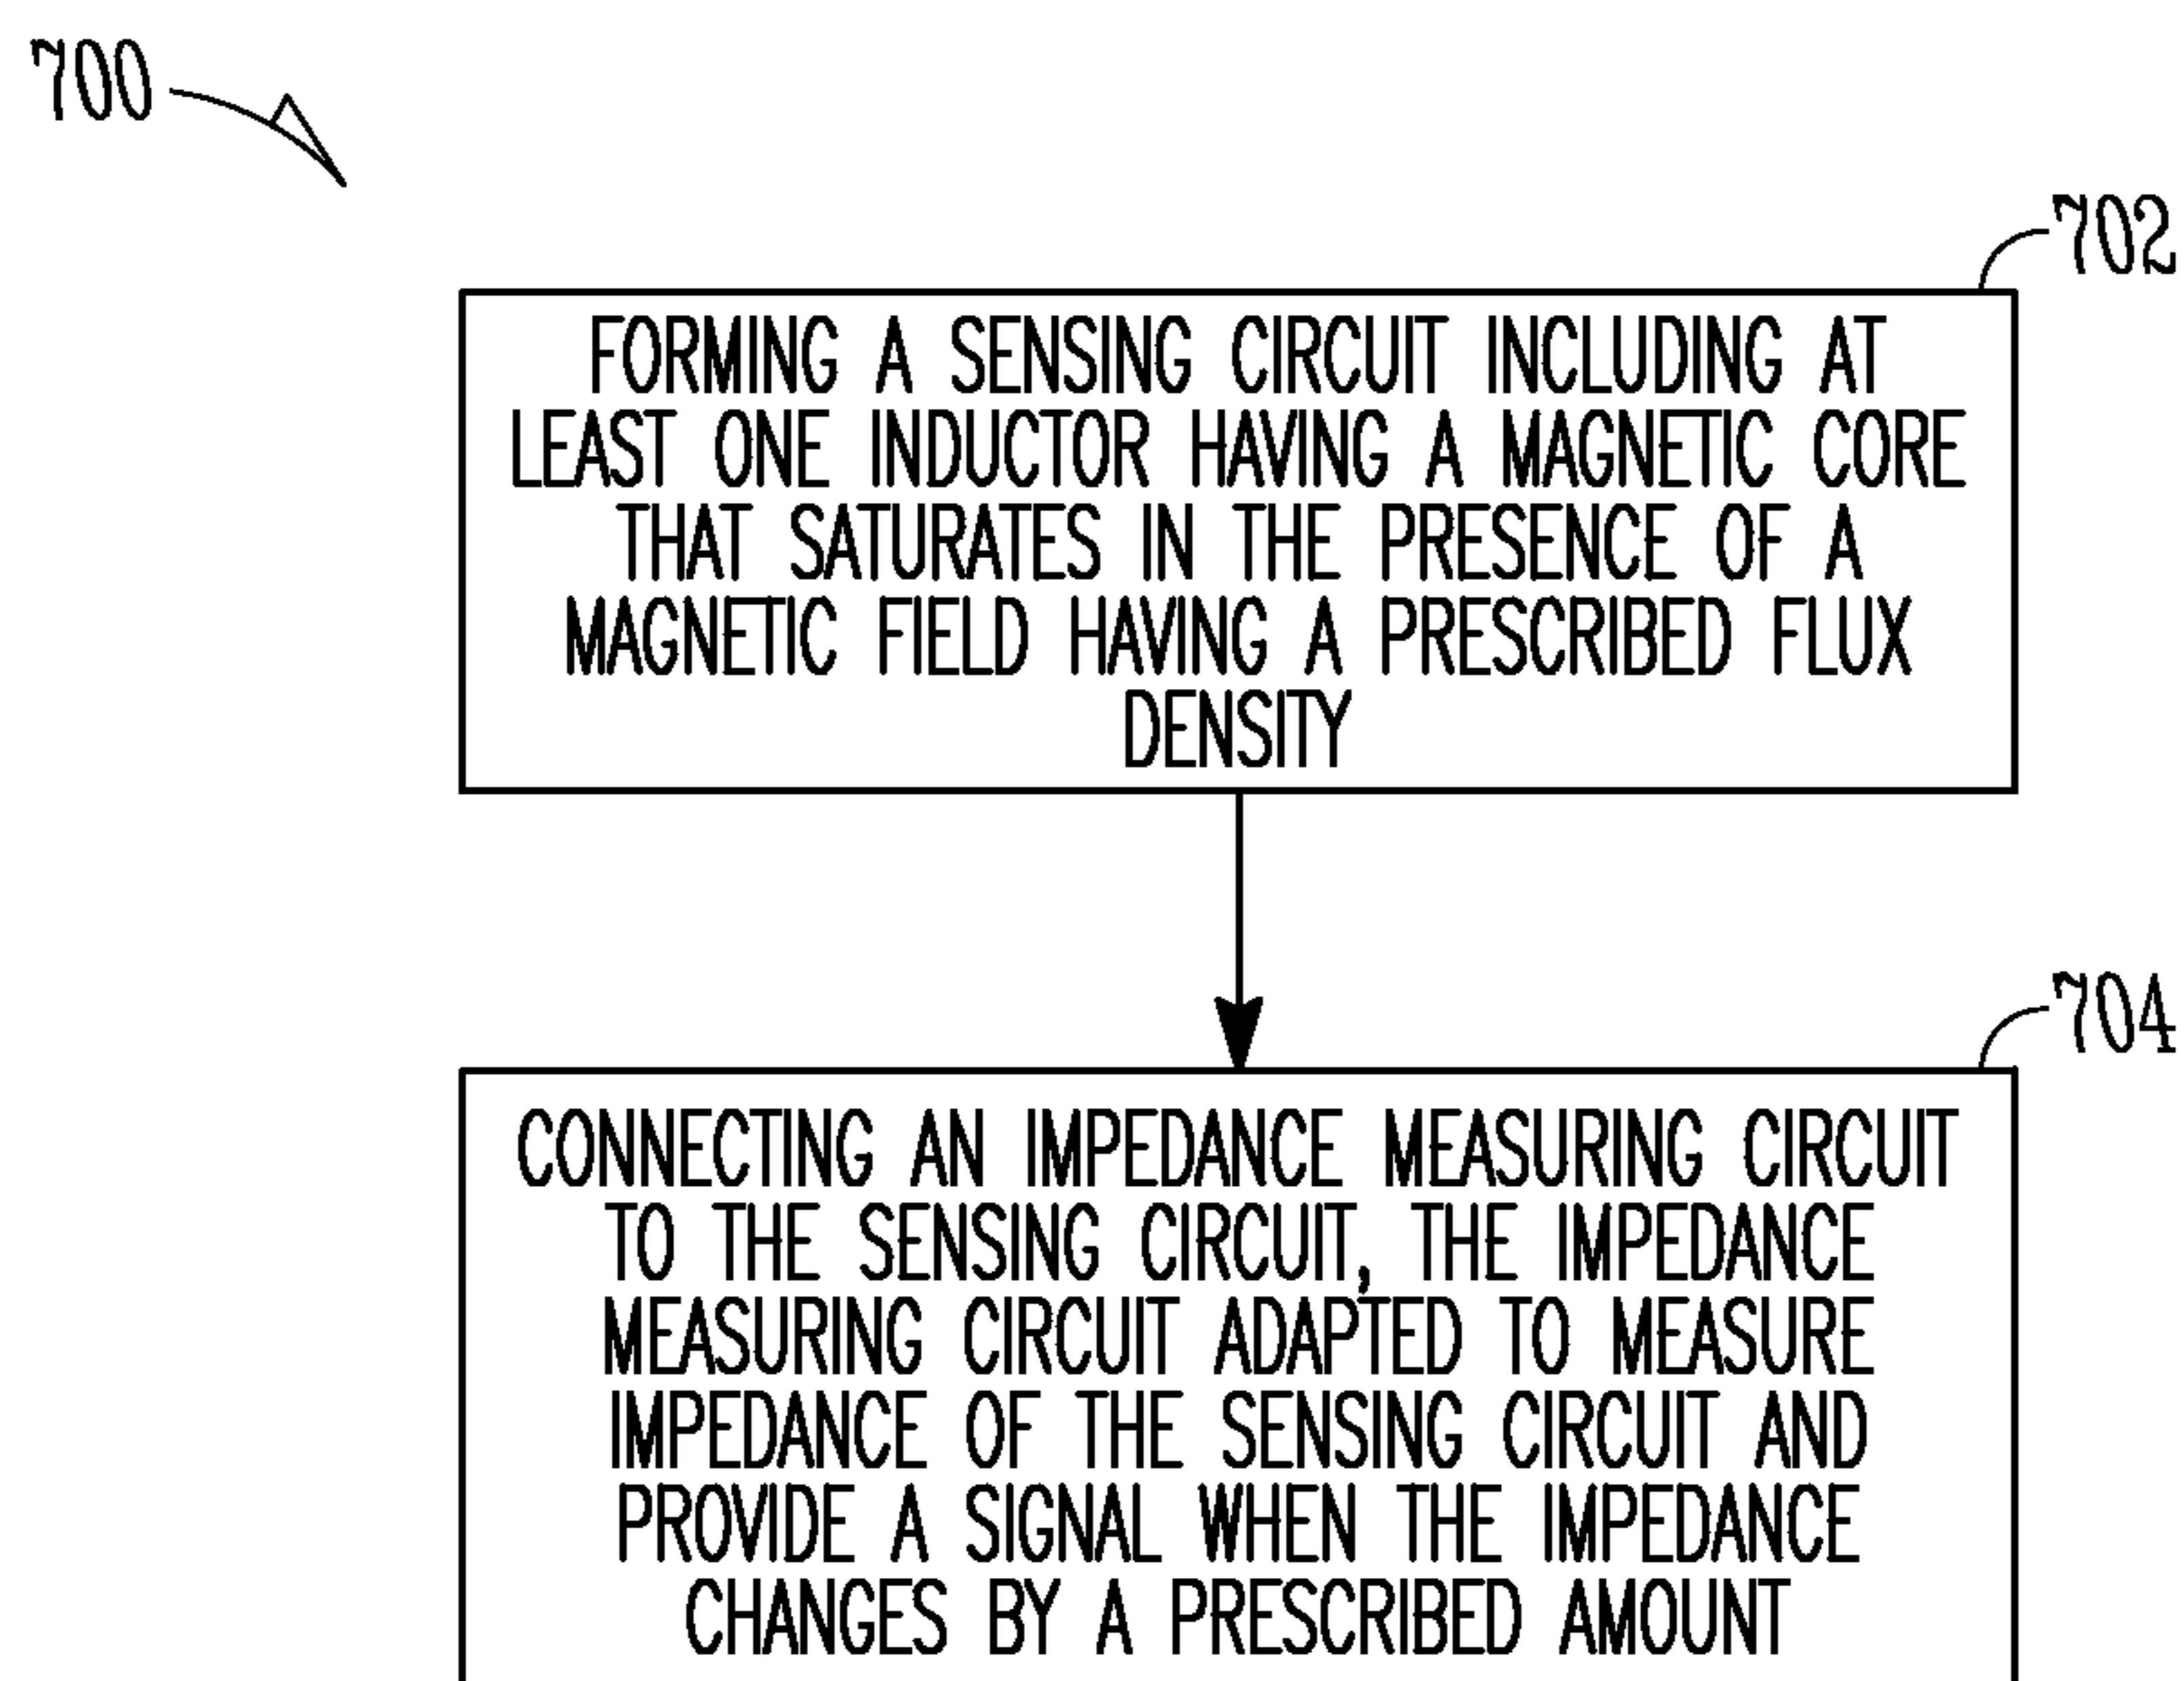 700
702
FORMING A SENSING CIRCUIT INCLUDING AT
LEAST ONE INDUCTOR HAVING A MAGNETIC CORE
THAT SATURATES IN THE PRESENCE OF A
MAGNETIC FIELD HAVING A PRESCRIBED FLUX
DENSITY
704
CONNECTING AN IMPEDANCE MEASURING CIRCUIT
TO THE SENSING CIRCUIT, THE IMPEDANCE
MEASURING CIRCUIT ADAPTED TO MEASURE
IMPEDANCE OF THE SENSING CIRCUIT AND
PROVIDE A SIGNAL WHEN THE IMPEDANCE
CHANGES BY A PRESCRIBED AMOUNT